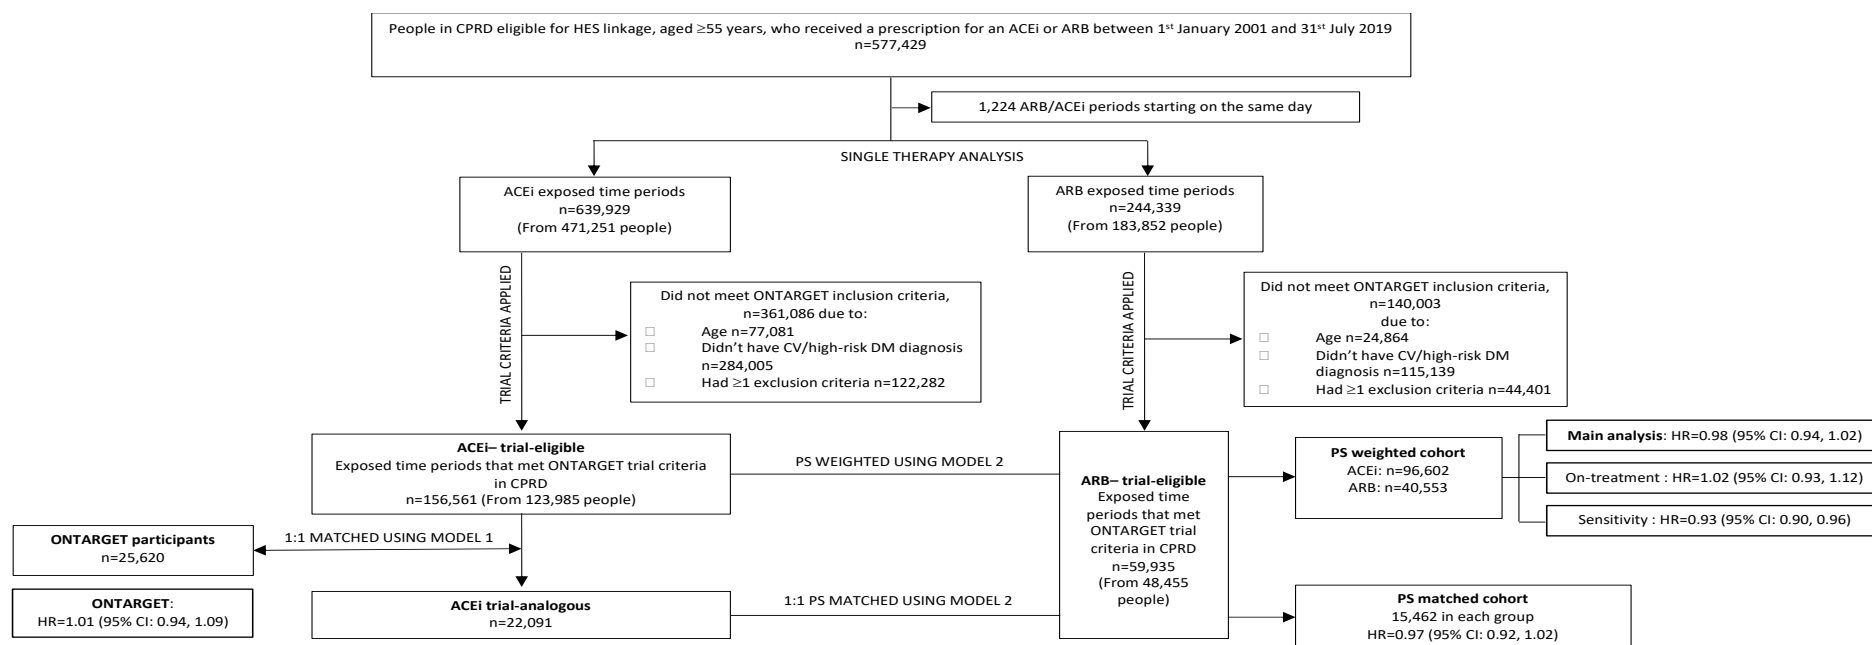 People in CPRD eligible for HES linkage, aged ≥55 years, who received a prescription for an ACEi or ARB between 1st January 2001 and 31st July 2019
n=577,429
1,224 ARB/ACEi periods starting on the same day
SINGLE THERAPY ANALYSIS
ACEi exposed time periods
n=639,929
(From 471,251 people)
ARB exposed time periods
n=244,339
(From 183,852 people)
TRIAL CRITERIA APPLIED
Did not meet ONTARGET inclusion criteria,
n=361,086 due to:
Age n=77,081
Didn't have CV/high-risk DM diagnosis
n=284,005
Had ≥1 exclusion criteria n=122,282
TRIAL CRITERIA APPLIED
Did not meet ONTARGET inclusion criteria,
n=140,003
due to:
Age n=24,864
Didn't have CV/high-risk DM
diagnosis n=115,139
Had ≥1 exclusion criteria n=44,401
ACEi– trial-eligible
Exposed time periods that met ONTARGET trial criteria
in CPRD
n=156,561 (From 123,985 people)
PS WEIGHTED USING MODEL 2
ARB– trial-eligible
Exposed time
periods that met
ONTARGET trial
criteria in CPRD
n=59,935
(From 48,455
people)
PS weighted cohort
ACEi: n=96,602
ARB: n=40,553
Main analysis: HR=0.98 (95% CI: 0.94, 1.02)
On-treatment : HR=1.02 (95% CI: 0.93, 1.12)
Sensitivity : HR=0.93 (95% CI: 0.90, 0.96)
ONTARGET participants
n=25,620
1:1 MATCHED USING MODEL 1
ONTARGET:
HR=1.01 (95% CI: 0.94, 1.09)
ACEi trial-analogous
n=22,091
1:1 PS MATCHED USING MODEL 2
PS matched cohort
15,462 in each group
HR=0.97 (95% CI: 0.92, 1.02)